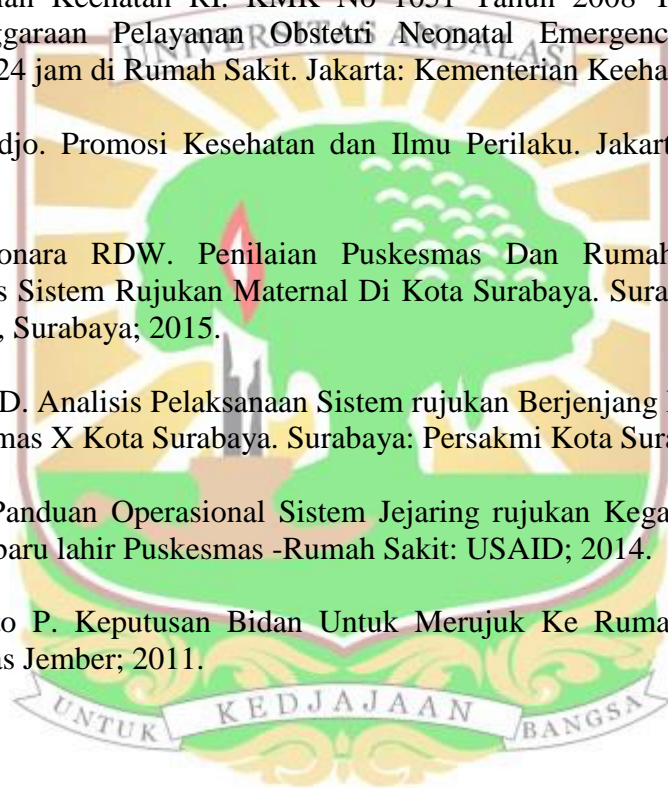 Keehatan RI. KMK No 1051 Tahun 2008
UNIVERSITAS ANDALAS
ggaraan Pelayanan Obstetri Neonatal Emergenc
24 jam di Rumah Sakit. Jakarta: Kementerian Keeha
djo. Promosi Kesehatan dan Ilmu Perilaku. Jakart
onara RDW. Penilaian Puskesmas Dan Rumah
s Sistem Rujukan Maternal Di Kota Surabaya. Sura
, Surabaya; 2015.
D. Analisis Pelaksanaan Sistem rujukan Berjenjang
mas X Kota Surabaya. Surabaya: Persakmi Kota Sura
Panduan Operasional Sistem Jejaring rujukan Kega
baru lahir Puskesmas -Rumah Sakit: USAID; 2014.
o P. Keputusan Bidan Untuk Merujuk Ke Ruma
as Jember; 2011.
UNTUK KEDJAJAAN BANGSA